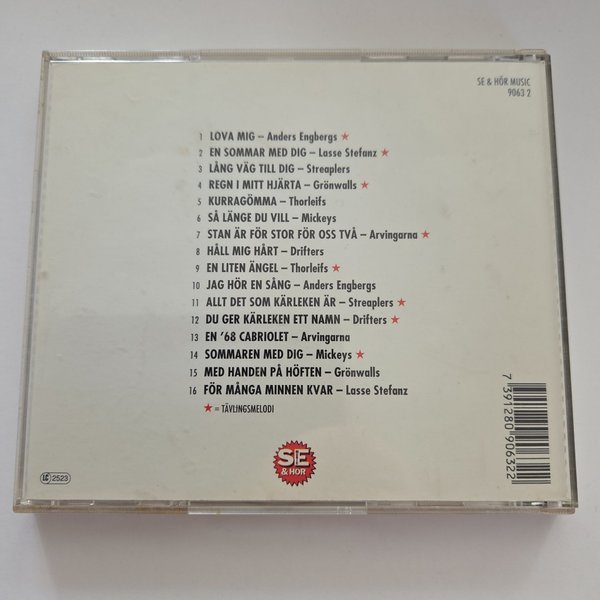 SE & HÖR MUSIC
9063 2
1 LOVA MIG – Anders Engbergs ★
2 EN SOMMAR MED DIG – Lasse Stefanz ★
3 LÅNG VÄG TILL DIG – Streaplers
4 REGN I MITT HJÄRTA – Grönwalls ★
5 KURRAGÖMMA – Thorleifs
6 SÅ LÄNGE DU VILL – Mickeys
7 STAN ÄR FÖR STOR FÖR OSS TVÅ – Arvingarna ★
8 HÅLL MIG HÅRT – Drifters
9 EN LITEN ÄNGEL – Thorleifs ★
10 JAG HÖR EN SÅNG – Anders Engbergs
11 ALLT DET SOM KÄRLEKEN ÄR – Streaplers ★
12 DU GER KÄRLEKEN ETT NAMN – Drifters ★
13 EN '68 CABRIOLET – Arvingarna
14 SOMMAREN MED DIG – Mickeys ★
15 MED HANDEN PÅ HÖFTEN – Grönwalls
16 FÖR MÅNGA MINNEN KVAR – Lasse Stefanz
★ = TÄVLINGSMELODI
SE
& HÖR
LC 2523
7 391280 906322